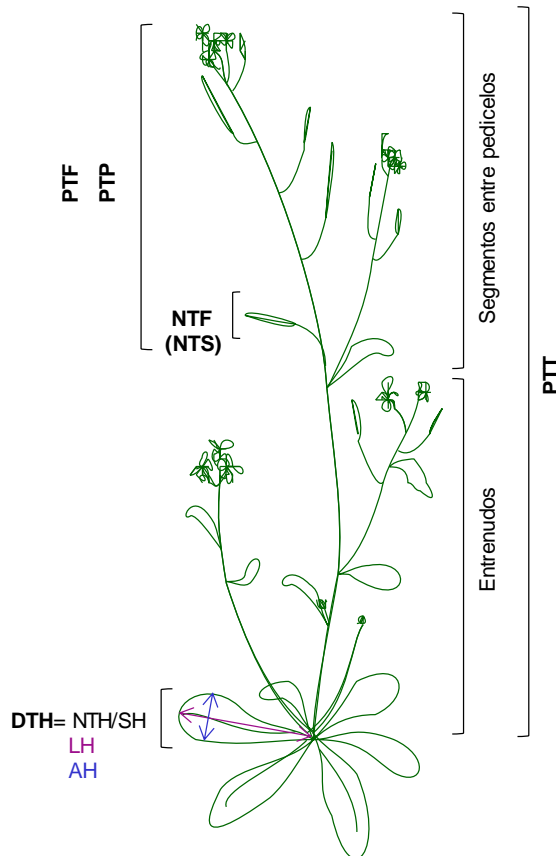 PTF
PTP
NTF
(NTS)
Segmentos entre pedicelos
Entrenudos
PTT
DTH= NTH/SH
LH
AH